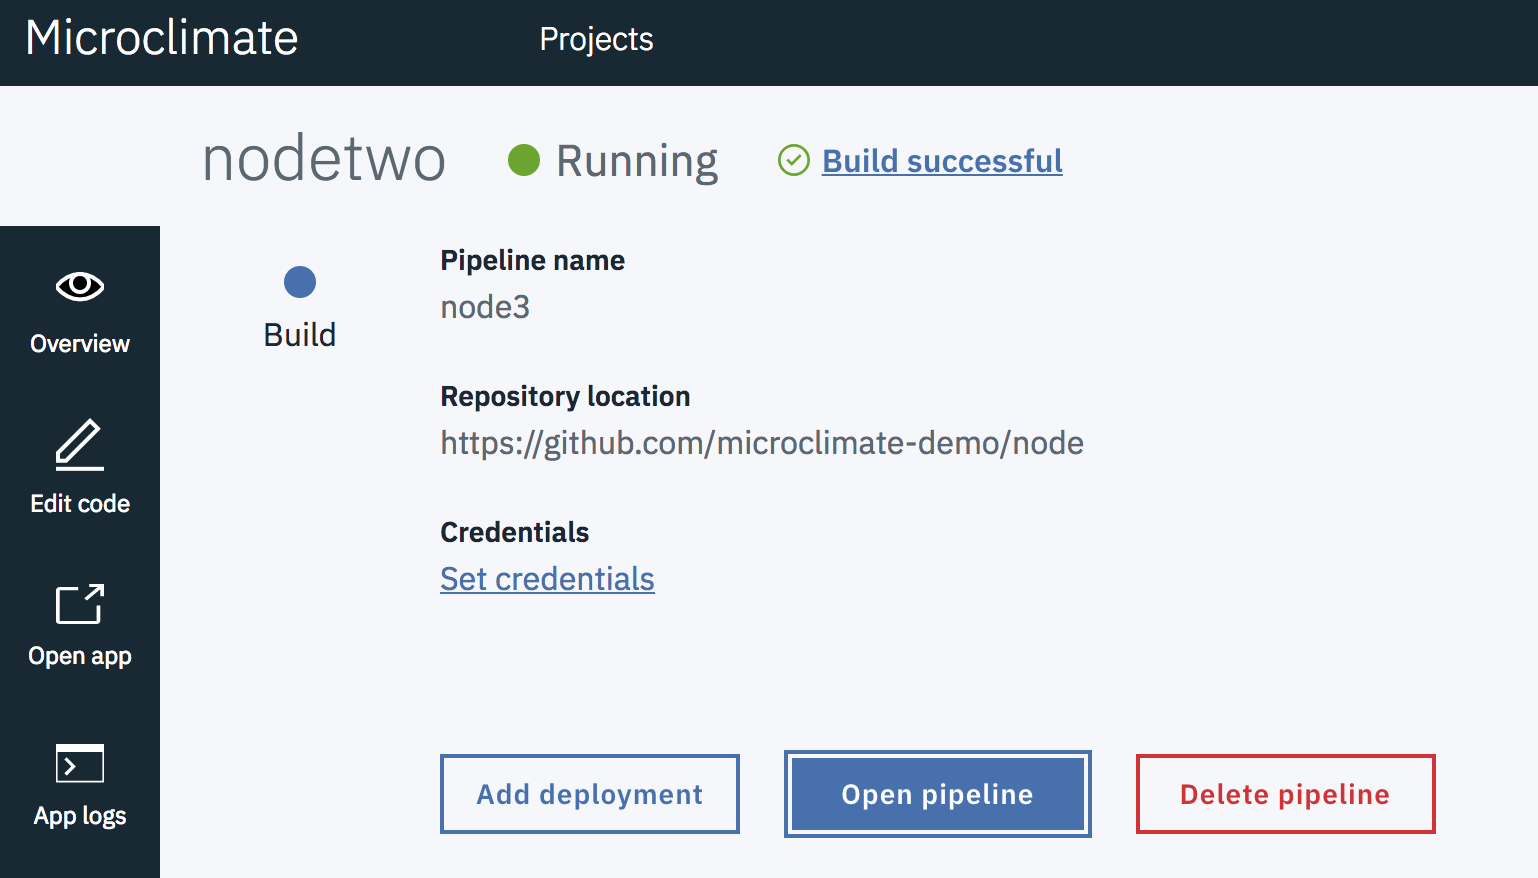 Microclimate
Projects
nodetwo
Running
Build successful
Overview
Edit code
Open app
App logs
Build
Pipeline name
node3
Repository location
https://github.com/microclimate-demo/node
Credentials
Set credentials
Add deployment
Open pipeline
Delete pipeline